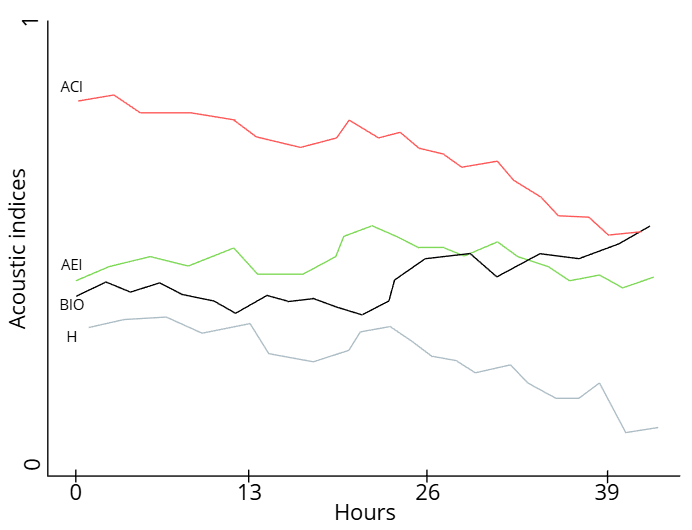 1
ACI
Acoustic indices
AEI
BIO
H
0
0 13 26 39
Hours